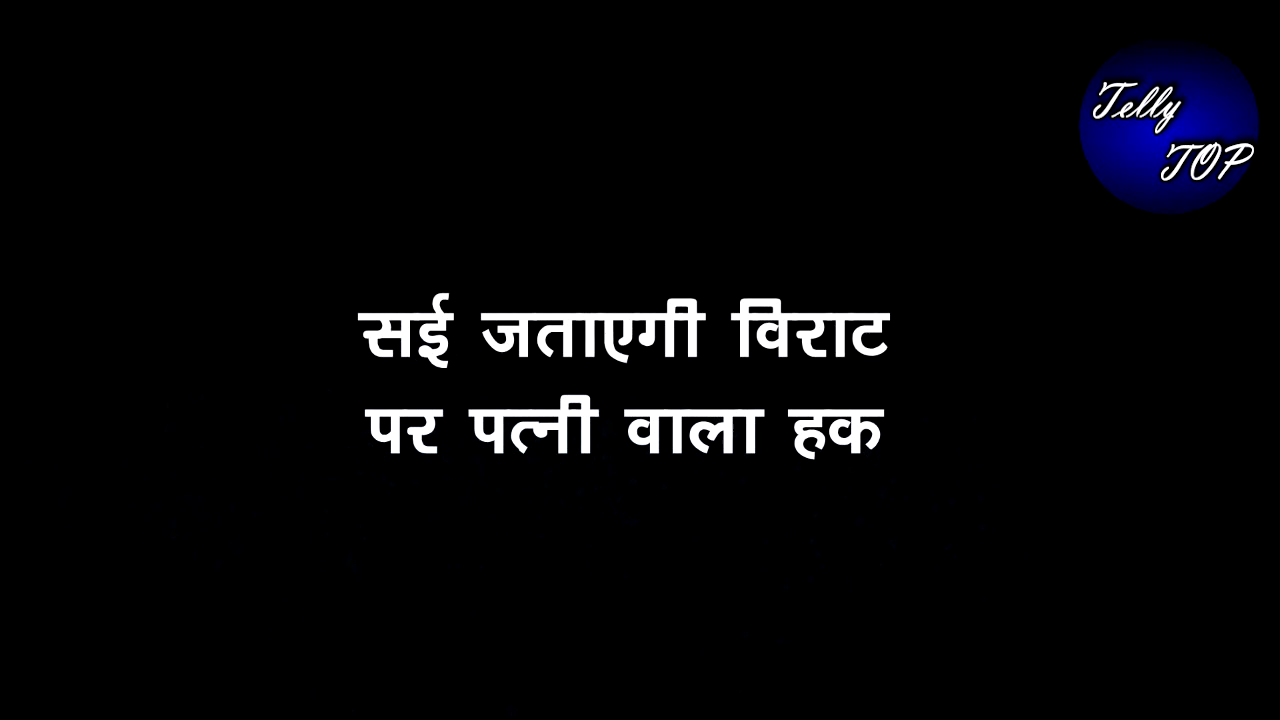 Telly
TOP
सई जताएगी विराट
पर पत्नी वाला हक